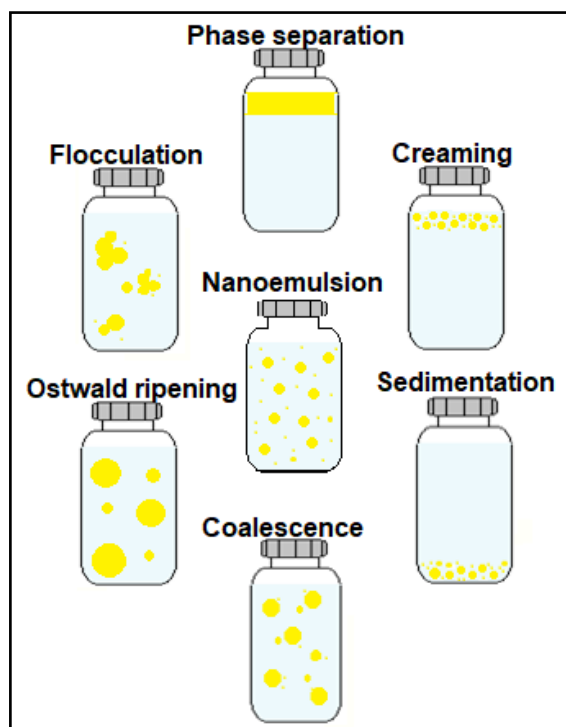 Phase separation
Flocculation
Creaming
Nanoemulsion
Ostwald ripening
Sedimentation
Coalescence